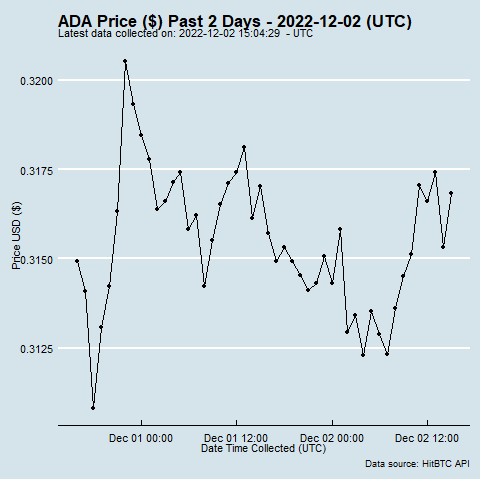 ADA Price ($) Past 2 Days - 2022-12-02 (UTC)
Latest data collected on: 2022-12-02 15:04:29 - UTC
0.3200
0.3175
0.3150
0.3125
Price USD ($)
Dec 01 00:00 Dec 01 12:00 Dec 02 00:00 Dec 02 12:00
Date Time Collected (UTC)
Data source: HitBTC API